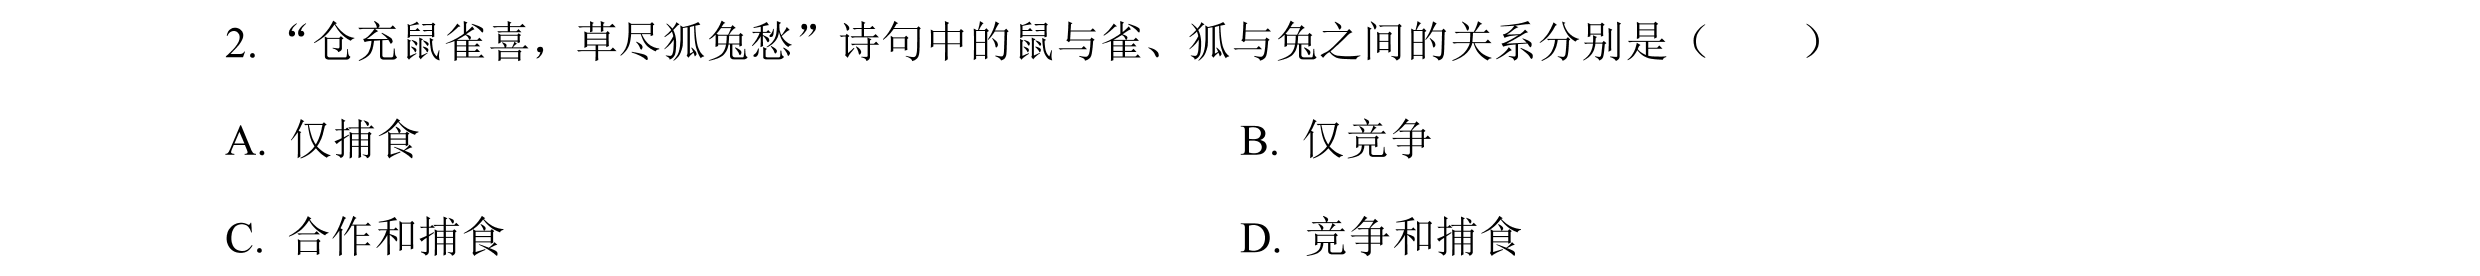 2. “仓充鼠雀喜，草尽狐兔愁”诗句中的鼠与雀、狐与兔之间的关系分别是（　　）
A. 仅捕食 B. 仅竞争
C. 合作和捕食 D. 竞争和捕食